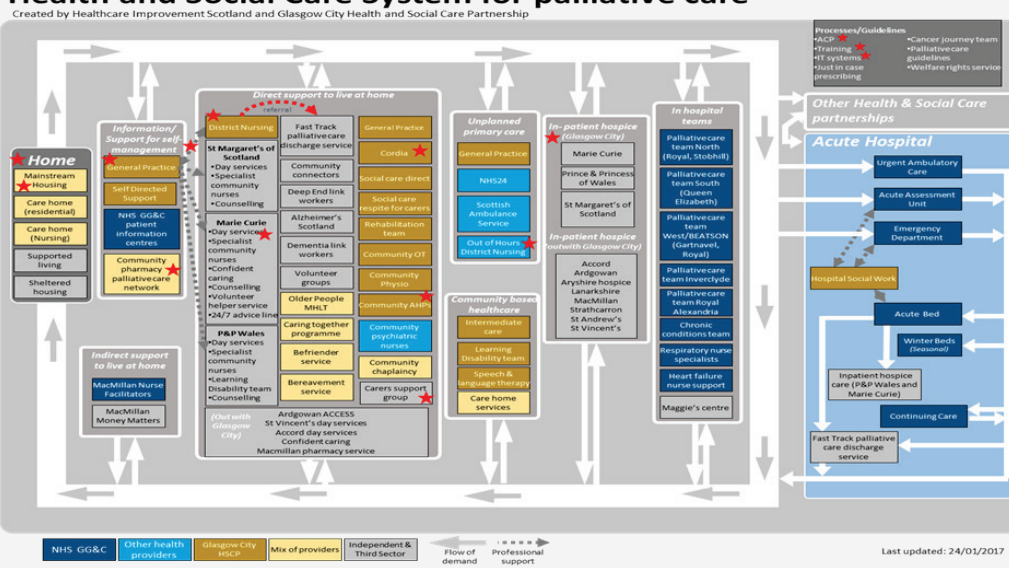 Health and Social Care System for palliative care
Created by Healthcare Improvement Scotland and Glasgow City Health and Social Care Partnership
Processes/Guidelines
•ACP
•Training
•IT systems
•Just in case
prescribing
•Cancer journey team
•Palliative care
guidelines
•Welfare rights service
Home
Mainstream
Housing
Care home
(residential)
Care home
(Nursing)
Supported
living
Sheltered
housing
Information/
Support for self-
management
General Practice
Self Directed
Support
NHS GG&C
patient
information
centres
Community
pharmacy
palliative care
network
Indirect support
to live at home
MacMillan Nurse
Facilitators
MacMillan
Money Matters
Direct support to live at home
referral
District Nursing
St Margaret's of
Scotland
•Day services
•Specialist
community
nurses
•Counselling
Marie Curie
•Day services
•Specialist
community
nurses
•Confident
caring
•Counselling
•Volunteer
helper service
•24/7 advice line
P&P Wales
•Day services
•Specialist
community
nurses
•Learning
Disability team
•Counselling
Fast Track
palliative care
discharge service
Community
connectors
Deep End link
workers
Alzheimer's
Scotland
Dementia link
workers
Volunteer
groups
Older People
MHLT
Caring together
programme
Befriender
service
Bereavement
service
General Practice
Cordia
Social care direct
Social care
respite for carers
Rehabilitation
team
Community OT
Community
Physio
Community AHPs
Community
psychiatric
nurses
Community
chaplaincy
Carers support
group
(Out with
Glasgow
City)
Ardgowan ACCESS
St Vincent's day services
Accord day services
Confident caring
Macmillan pharmacy service
Unplanned
primary care
General Practice
NHS24
Scottish
Ambulance
Service
Out of Hours
District Nursing
Community based
healthcare
Intermediate
care
Learning
Disability team
Speech &
language therapy
Care home
services
In- patient hospice
(Glasgow City)
Marie Curie
Prince & Princess
of Wales
St Margaret's of
Scotland
In-patient hospice
(outwith Glasgow City)
Accord
Ardgowan
Aryshire hospice
Lanarkshire
MacMillan
Strathcarron
St Andrew's
St Vincent's
In hospital
teams
Palliative care
team North
(Royal, Stobhill)
Palliative care
team South
(Queen
Elizabeth)
Palliative care
team
West/BEATSON
(Gartnavel,
Royal)
Palliative care
team Inverclyde
Palliative care
team Royal
Alexandria
Chronic
conditions team
Respiratory nurse
specialists
Heart failure
nurse support
Maggie's centre
Other Health & Social Care
partnerships
Acute Hospital
Urgent Ambulatory
Care
Acute Assessment
Unit
Emergency
Department
Hospital Social Work
Acute Bed
Winter Beds
(Seasonal)
Inpatient hospice
care (P&P Wales and
Marie Curie)
Continuing Care
Fast Track palliative
care discharge
service
NHS GG&C
Other health
providers
Glasgow City
HSCP
Mix of providers
Independent &
Third Sector
Flow of
demand
Professional
support
Last updated: 24/01/2017